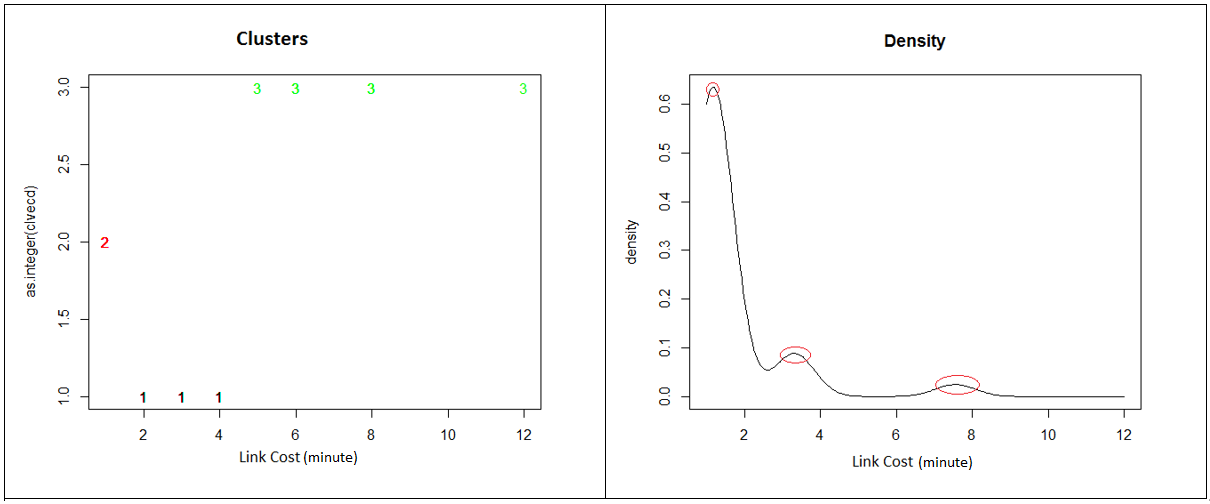 Clusters
3.0
3 3 3 3
2.5
2.0
2
1.5
1.0
1 1 1
as.integer(clvecd)
2 4 6 8 10 12
Link Cost (minute)
Density
0.6
0.5
0.4
0.3
0.2
0.1
0.0
density
2 4 6 8 10 12
Link Cost (minute)